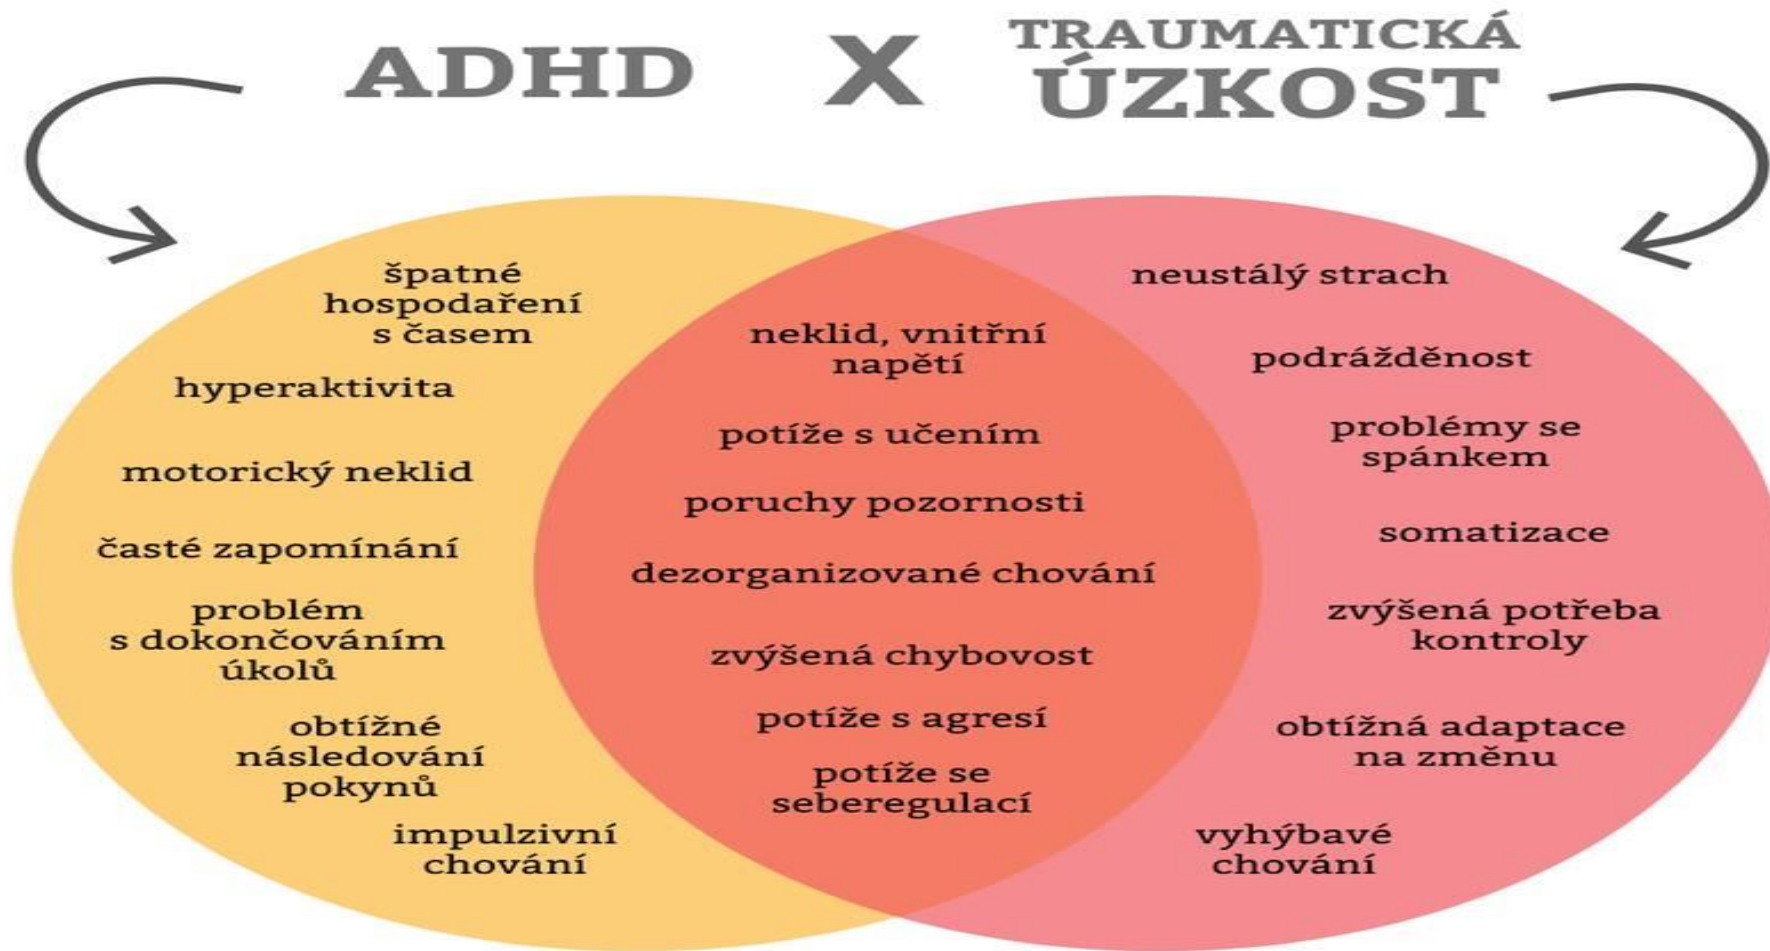 ADHD X TRAUMATICKÁ
ÚZKOST
špatné
hospodaření
s časem
hyperaktivita
motorický neklid
časté zapomínání
problém
s dokončováním
úkolů
obtížné
následování
pokynů
impulzivní
chování
neklid, vnitřní
napětí
potíže s učením
poruchy pozornosti
dezorganizované chování
zvýšená chybovost
potíže s agresí
potíže se
seberegulací
neustálý strach
podrážděnost
problémy se
spánkem
somatizace
zvýšená potřeba
kontroly
obtížná adaptace
na změnu
vyhýbavé
chování